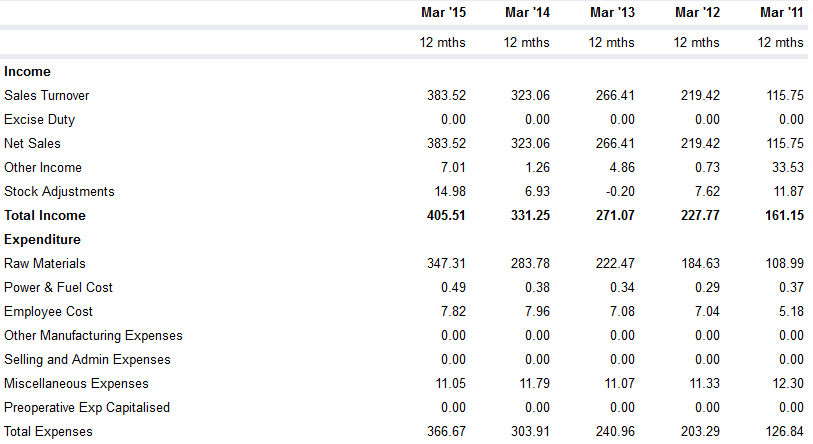 Mar '15 Mar '14 Mar '13 Mar '12 Mar '11
12 mths 12 mths 12 mths 12 mths 12 mths
Income
Sales Turnover 383.52 323.06 266.41 219.42 115.75
Excise Duty 0.00 0.00 0.00 0.00 0.00
Net Sales 383.52 323.06 266.41 219.42 115.75
Other Income 7.01 1.26 4.86 0.73 33.53
Stock Adjustments 14.98 6.93 -0.20 7.62 11.87
Total Income 405.51 331.25 271.07 227.77 161.15
Expenditure
Raw Materials 347.31 283.78 222.47 184.63 108.99
Power & Fuel Cost 0.49 0.38 0.34 0.29 0.37
Employee Cost 7.82 7.96 7.08 7.04 5.18
Other Manufacturing Expenses 0.00 0.00 0.00 0.00 0.00
Selling and Admin Expenses 0.00 0.00 0.00 0.00 0.00
Miscellaneous Expenses 11.05 11.79 11.07 11.33 12.30
Preoperative Exp Capitalised 0.00 0.00 0.00 0.00 0.00
Total Expenses 366.67 303.91 240.96 203.29 126.84